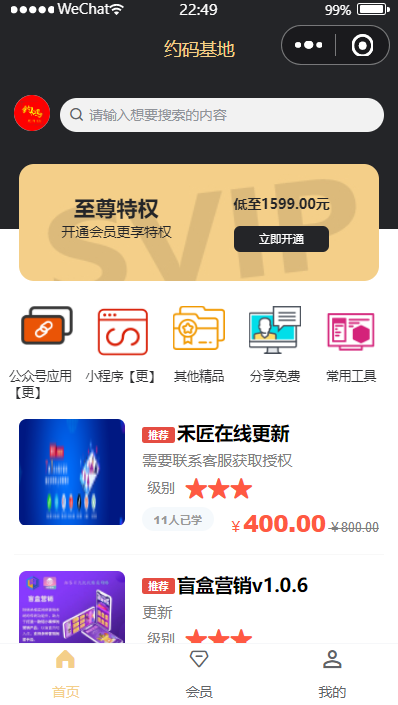 WeChat 22:49 99%
约码基地
请输入想要搜索的内容
SVIP
至尊特权
低至1599.00元
开通会员更享特权
立即开通
公众号应用【更】
小程序【更】
其他精品
分享免费
常用工具
推荐 禾匠在线更新
需要联系客服获取授权
级别
11人已学
￥400.00 ￥800.00
盲盒营销
推荐 盲盒营销v1.0.6
更新
级别
首页
会员
我的